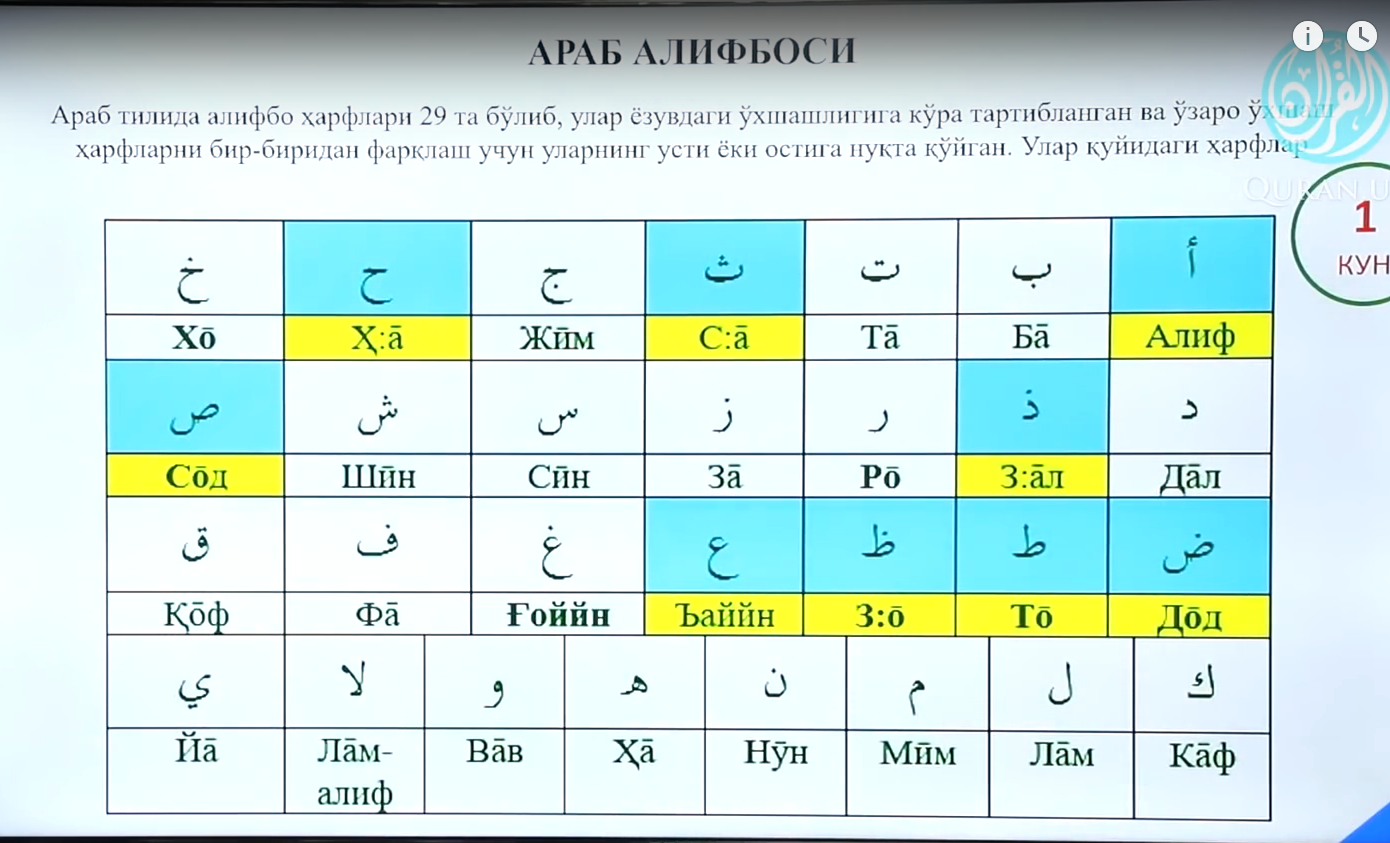 АРАБ АЛИФБОСИ
Араб тилида алифбо ҳарфлари 29 та бўлиб, улар ёзувдаги ўхшашлигига кўра тартибланган ва ўзаро ўхшаш
ҳарфларни бир-биридан фарқлаш учун уларнинг усти ёки остига нуқта қўйган. Улар қуйидаги ҳарфлар
القرآن
QURAN.U
1
КУН
خ ح ج ث ت ب أ
Хō Ҳ:ā Жӣм С:ā Тā Бā Алиф
ص ش س ز ر ذ د
Сōд Шӣн Сӣн Зā Рō З:āл Дāл
ق ف غ ع ظ ط ض
Қōф Фā Ғоййн Ъаййн З:ō Тō Дōд
ي لا و ه ن م ل ك
Йā Лāм- Вāв Ҳā Нӯн Мӣм Лāм Кāф
алиф